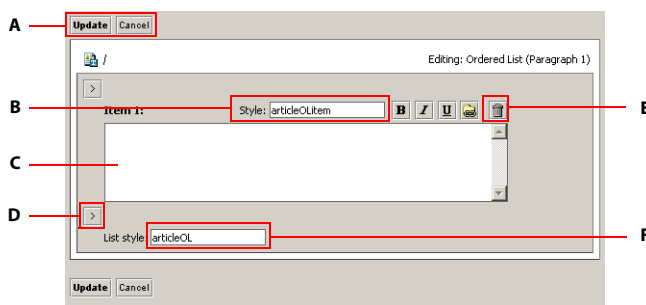 A
Update Cancel
/ Editing: Ordered List (Paragraph 1)
>
B Item 1: Style: articleOLitem B I U E
C
D >
List style: articleOL F
Update Cancel